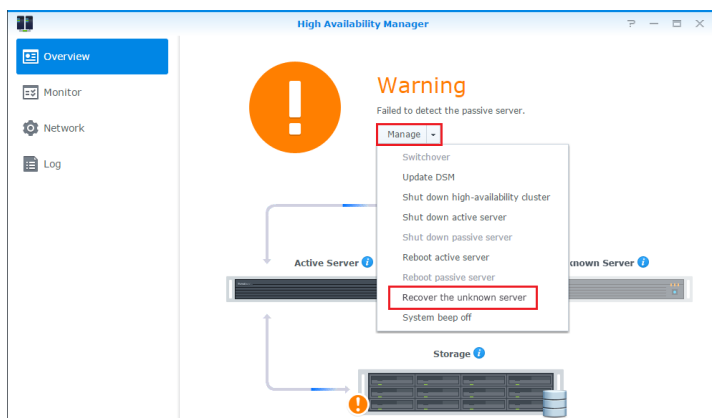 High Availability Manager
Overview
Monitor
Network
Log
Warning
Failed to detect the passive server.
Manage
Switchover
Update DSM
Shut down high-availability cluster
Shut down active server
Shut down passive server
Reboot active server
Reboot passive server
Recover the unknown server
System beep off
Active Server
known Server
Storage